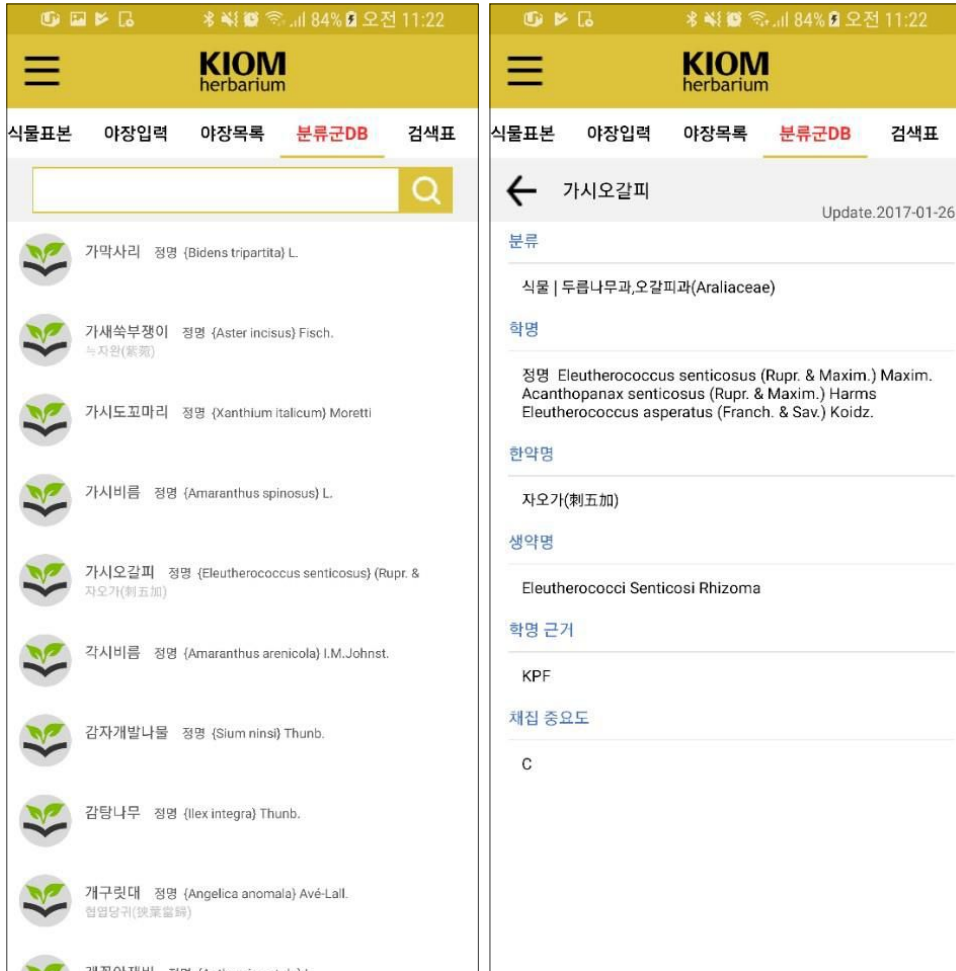 84% 오전 11:22
KIOM
herbarium
식물표본 야장입력 야장목록 분류군DB 검색표
가막사리 정명 {Bidens tripartita} L.
가새쑥부쟁이 정명 {Aster incisus} Fisch.
자완(紫菀)
가시도꼬마리 정명 {Xanthium italicum} Moretti
가시비름 정명 {Amaranthus spinosus} L.
가시오갈피 정명 {Eleutherococcus senticosus} (Rupr. &
자오가(刺五加)
각시비름 정명 {Amaranthus arenicola} I.M.Johnst.
감자개발나물 정명 {Sium ninsi} Thunb.
감탕나무 정명 {Ilex integra} Thunb.
개구릿대 정명 {Angelica anomala} Avé-Lall.
협엽당귀(狹葉當歸)
84% 오전 11:22
KIOM
herbarium
식물표본 야장입력 야장목록 분류군DB 검색표
가시오갈피
Update.2017-01-26
분류
식물 | 두릅나무과,오갈피과(Araliaceae)
학명
정명 Eleutherococcus senticosus (Rupr. & Maxim.) Maxim.
Acanthopanax senticosus (Rupr. & Maxim.) Harms
Eleutherococcus asperatus (Franch. & Sav.) Koidz.
한약명
자오가(刺五加)
생약명
Eleutherococci Senticosi Rhizoma
학명 근거
KPF
채집 중요도
C